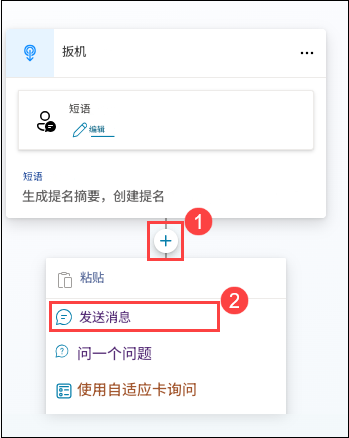 扳机
短语
编辑
短语
生成提名摘要，创建提名
1
粘贴
发送消息
2
问一个问题
使用自适应卡询问